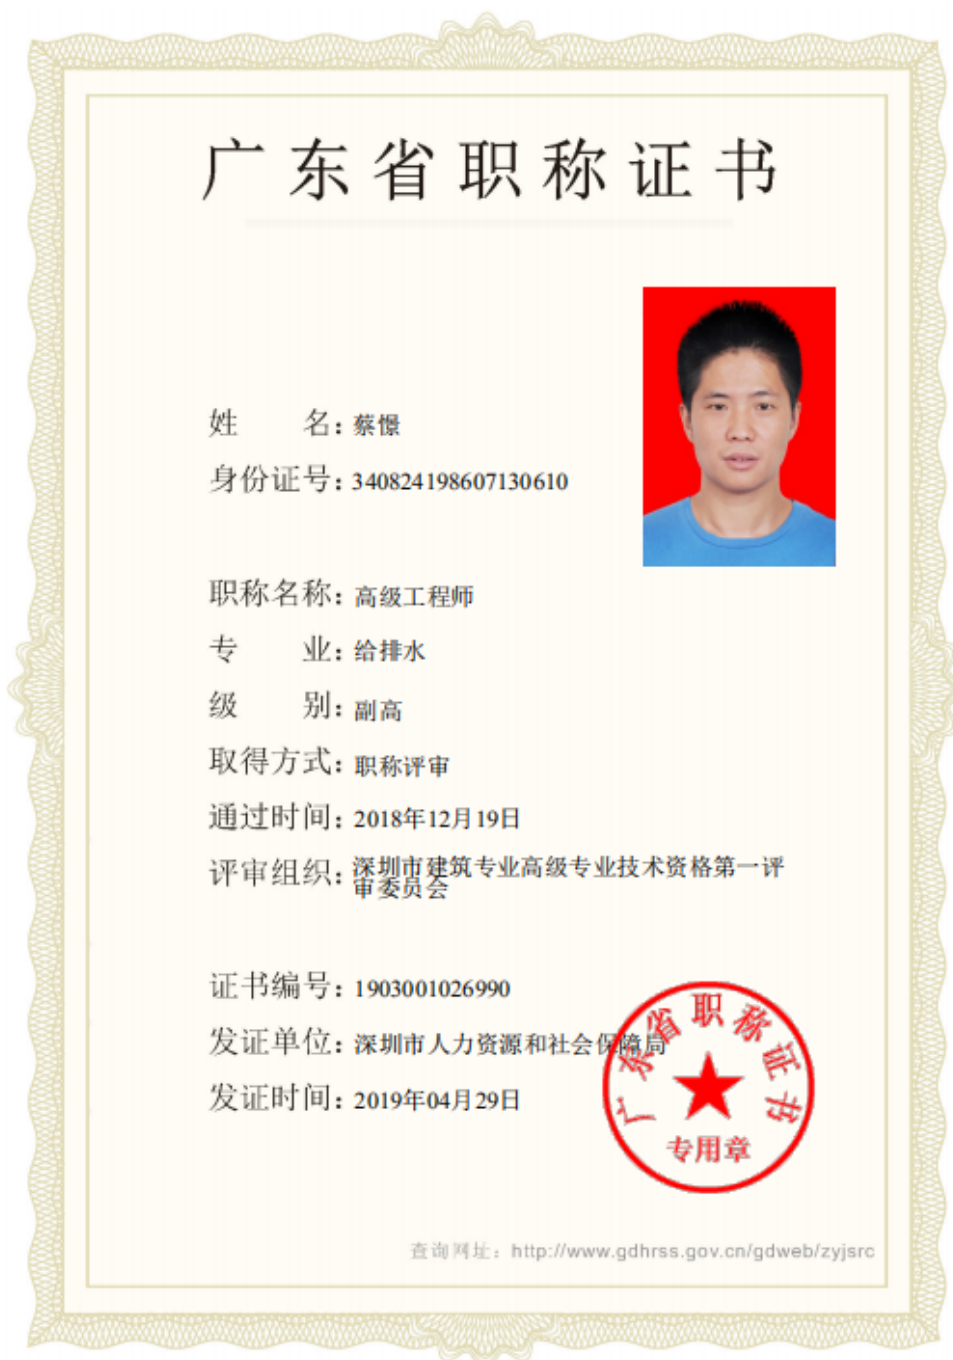 广东省职称证书
姓 名：蔡憬
身份证号：340824198607130610
职称名称：高级工程师
专 业：给排水
级 别：副高
取得方式：职称评审
通过时间：2018年12月19日
评审组织：深圳市建筑专业高级专业技术资格第一评
审委员会
证书编号：1903001026990
发证单位：深圳市人力资源和社会保障局
发证时间：2019年04月29日
广东省职称证书
专用章
查询网址：http://www.gdhrss.gov.cn/gdweb/zyjsrc